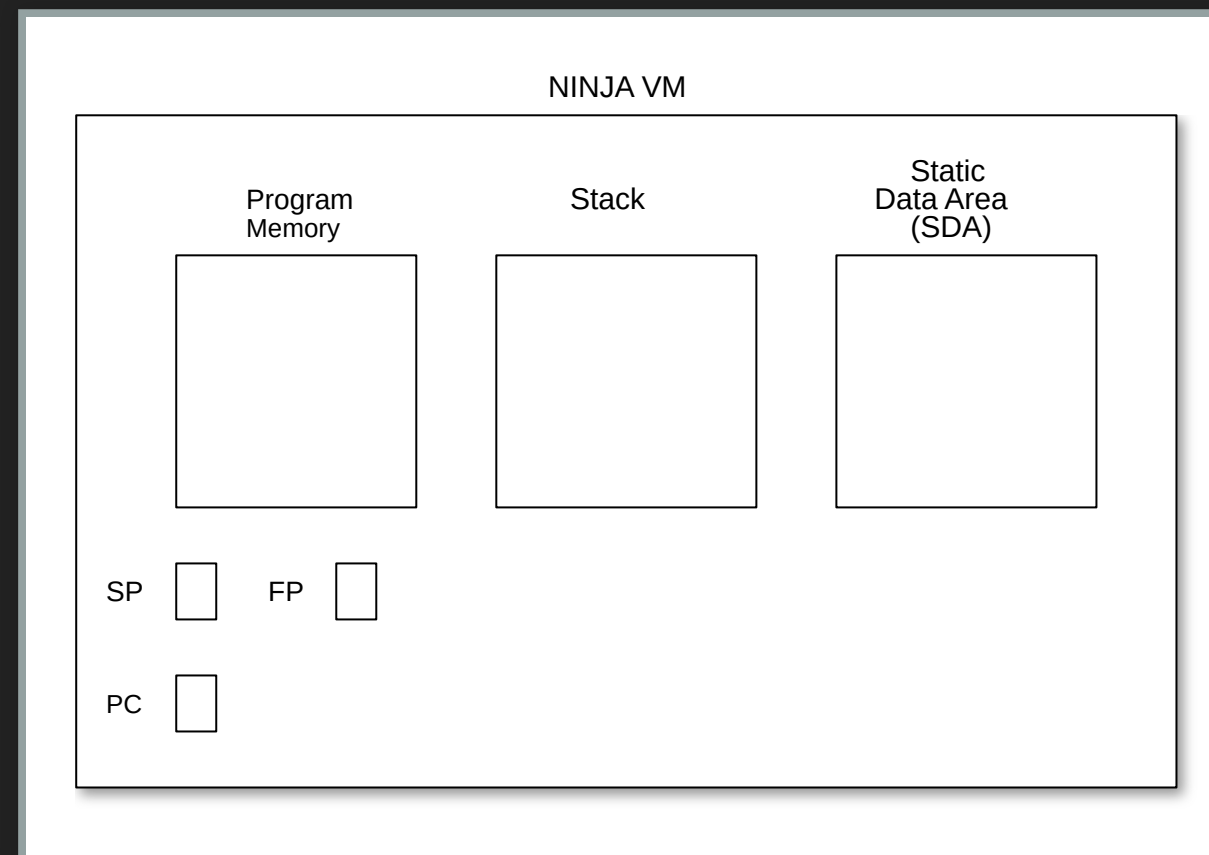 NINJA VM
Program
Memory
Stack
Static
Data Area
(SDA)
SP
FP
PC